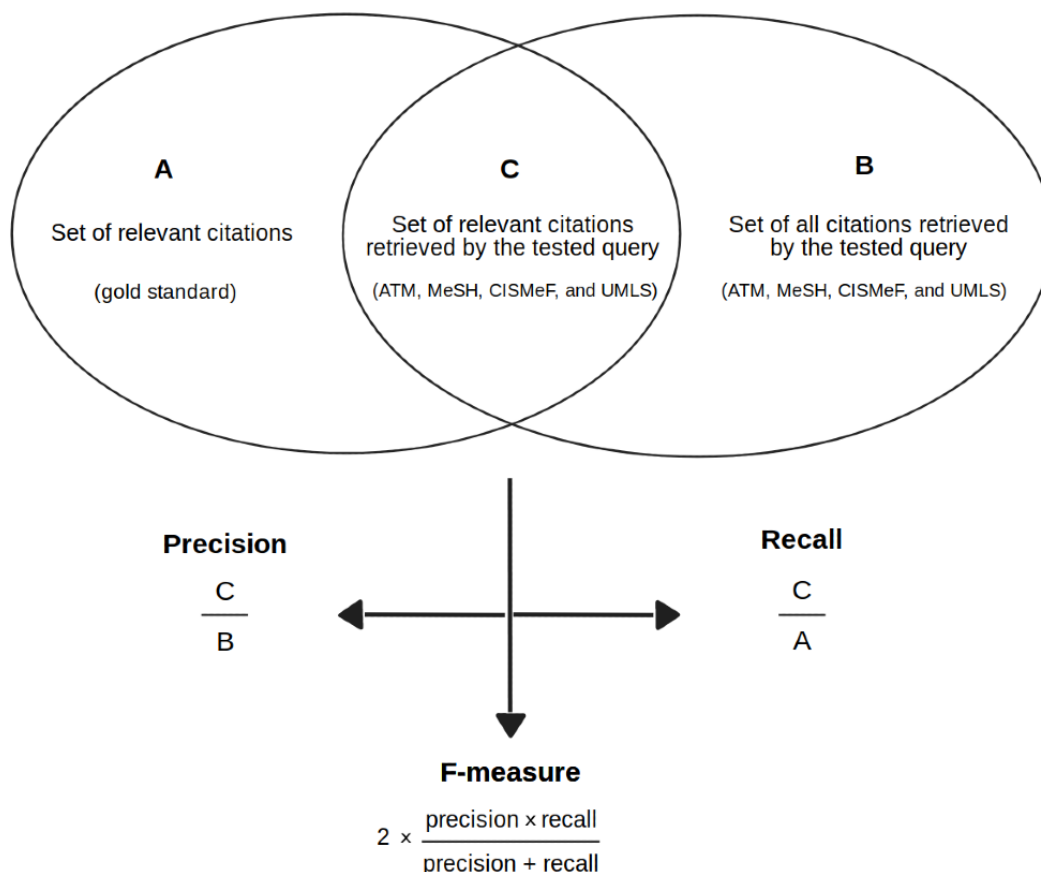 A
Set of relevant citations
(gold standard)
C
Set of relevant citations
retrieved by the tested query
(ATM, MeSH, CISMeF, and UMLS)
B
Set of all citations retrieved
by the tested query
(ATM, MeSH, CISMeF, and UMLS)
Precision
C
B
Recall
C
A
F-measure
2 × precision x recall
precision + recall